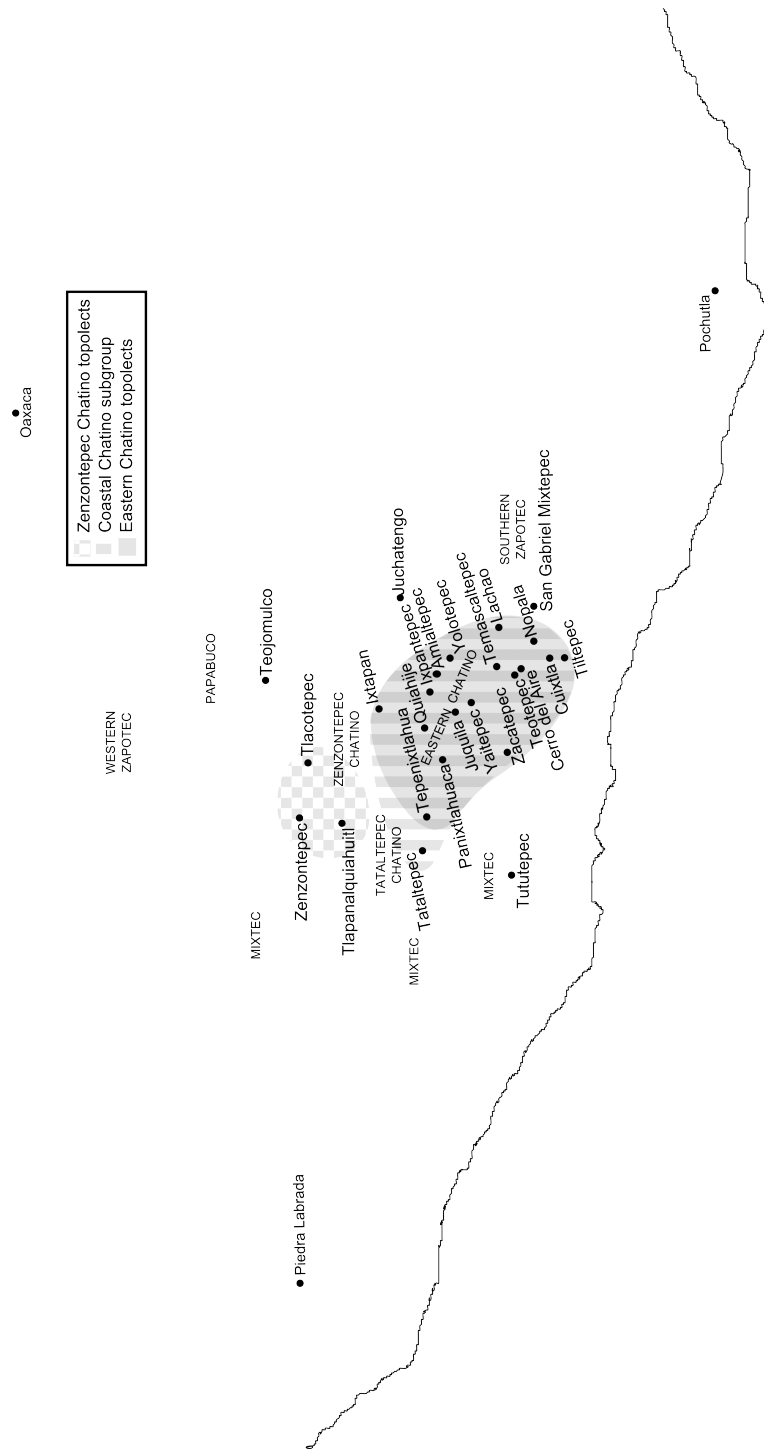 Oaxaca
Zenzontepec Chatino topolects
Coastal Chatino subgroup
Eastern Chatino topolects
WESTERN
ZAPOTEC
PAPABUCO
MIXTEC
Teojomulco
Zenzontepec
Tlacotepec
Piedra Labrada
Tlapanalquiahuitl
ZENZONTEPEC
CHATINO
Ixtapan
Juchatengo
TATALTEPEC
CHATINO
MIXTEC
Tataltepec
Tepenixtlahua
Quiahije
Ixpantepec
Amialtepec
EASTERN CHATINO
Panixtlahuaca
Yolotepec
Juquila
Yaitepec
Temascaltepec
Lachao
SOUTHERN
ZAPOTEC
MIXTEC
Tututepec
Zacatepec
Teotepec
Cerro del Aire
Nopala
San Gabriel Mixtepec
Cuixtla
Tiltepec
Pochutla